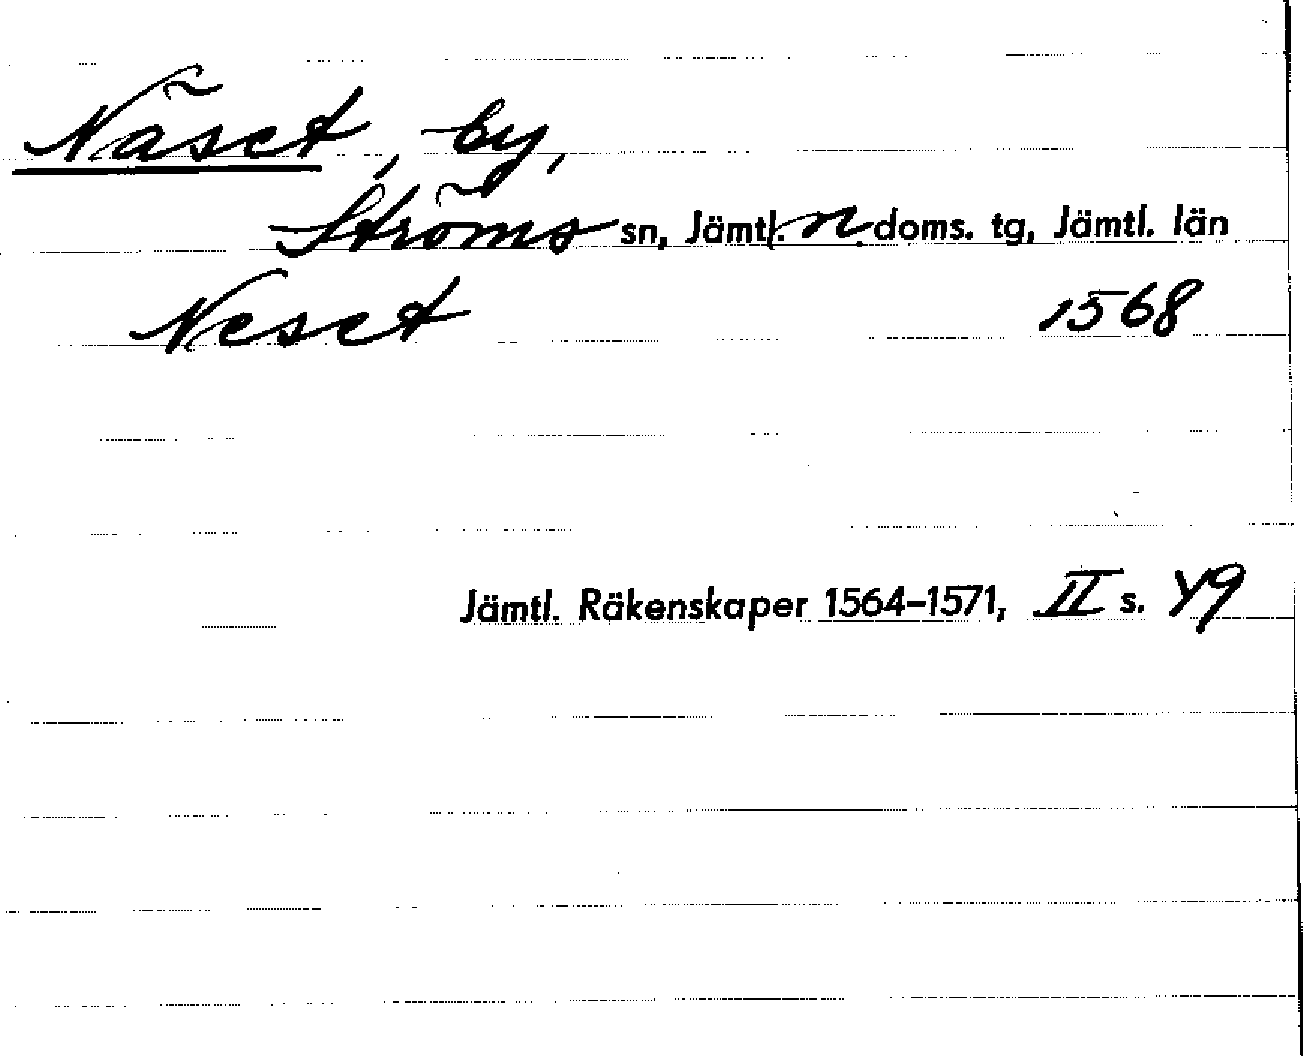 Näset, by,
Ströms sn, Jämtl. n. doms. tg, Jämtl. län
Neset 1568
Jämtl. Räkenskaper 1564-1571, II s. 49